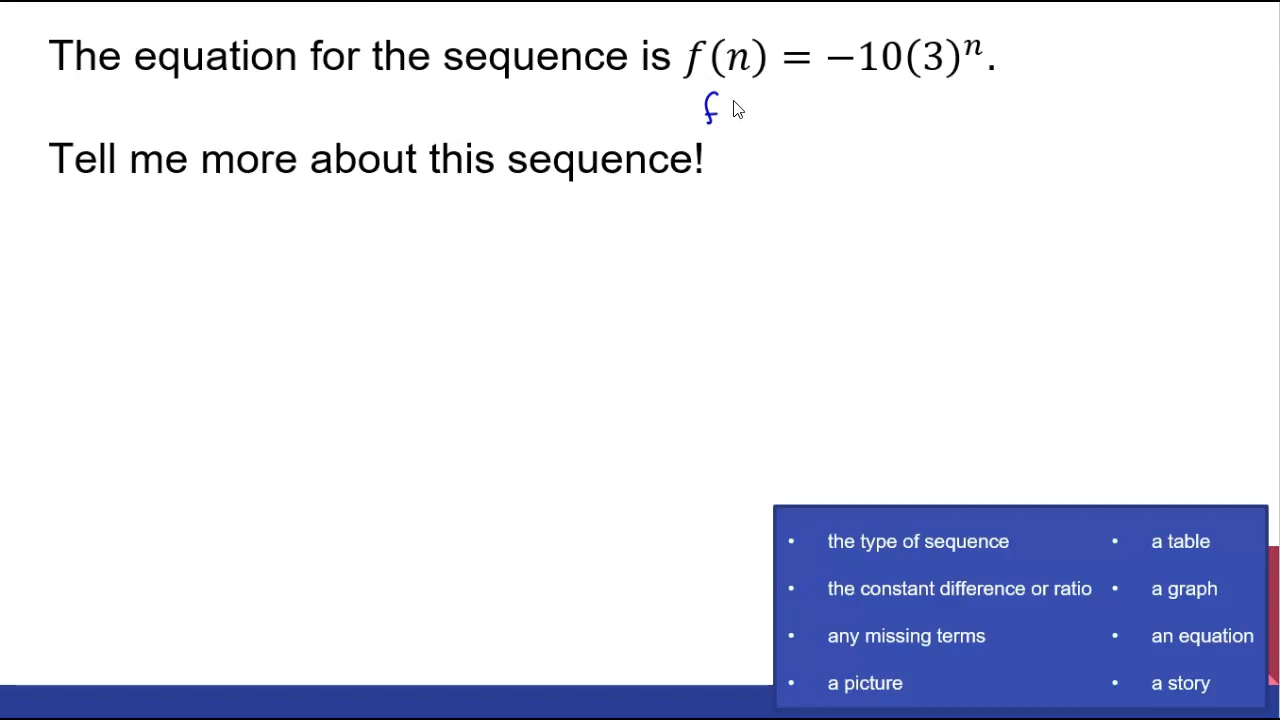 The equation for the sequence is 𝑓(𝑛) = −10(3)ⁿ.
f
Tell me more about this sequence!
• the type of sequence
• the constant difference or ratio
• any missing terms
• a picture
• a table
• a graph
• an equation
• a story